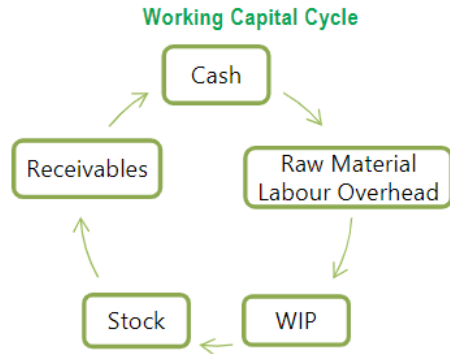 Working Capital Cycle
Cash
Raw Material
Labour Overhead
WIP
Stock
Receivables